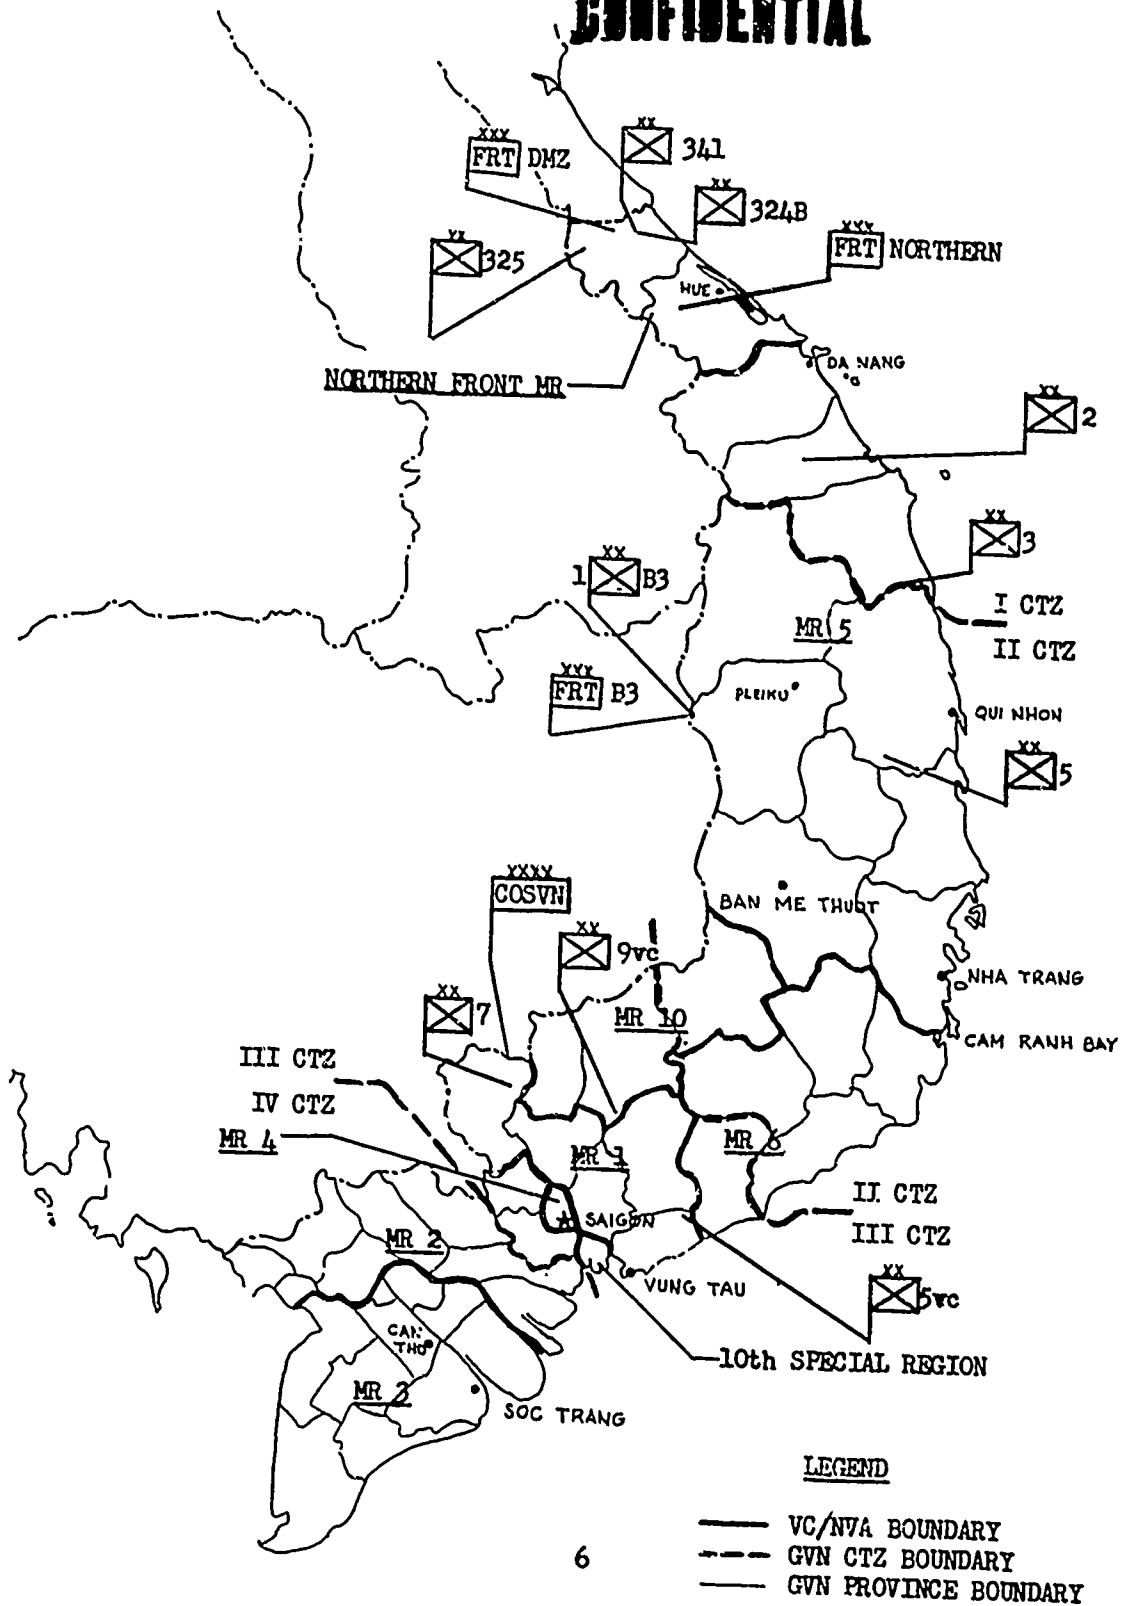 CONFIDENTIAL
XX
341
XXX
FRT DMZ
XX
324B
XX
325
XXX
FRT NORTHERN
HUE
NORTHERN FRONT MR
DA NANG
XX
2
XX
3
XX
1 B3
I CTZ
MR 5
II CTZ
XXX
FRT B3
PLEIKU
QUI NHON
XX
5
XXXX
COSVN
BAN ME THUOT
XX
9vc
NHA TRANG
XX
7
MR 10
CAM RANH BAY
III CTZ
IV CTZ
MR 4
MR 1
MR 6
II CTZ
SAIGON
III CTZ
MR 2
VUNG TAU
XX
5vc
CAN
THO
10th SPECIAL REGION
MR 3
SOC TRANG
LEGEND
VC/NVA BOUNDARY
GVN CTZ BOUNDARY
GVN PROVINCE BOUNDARY
6